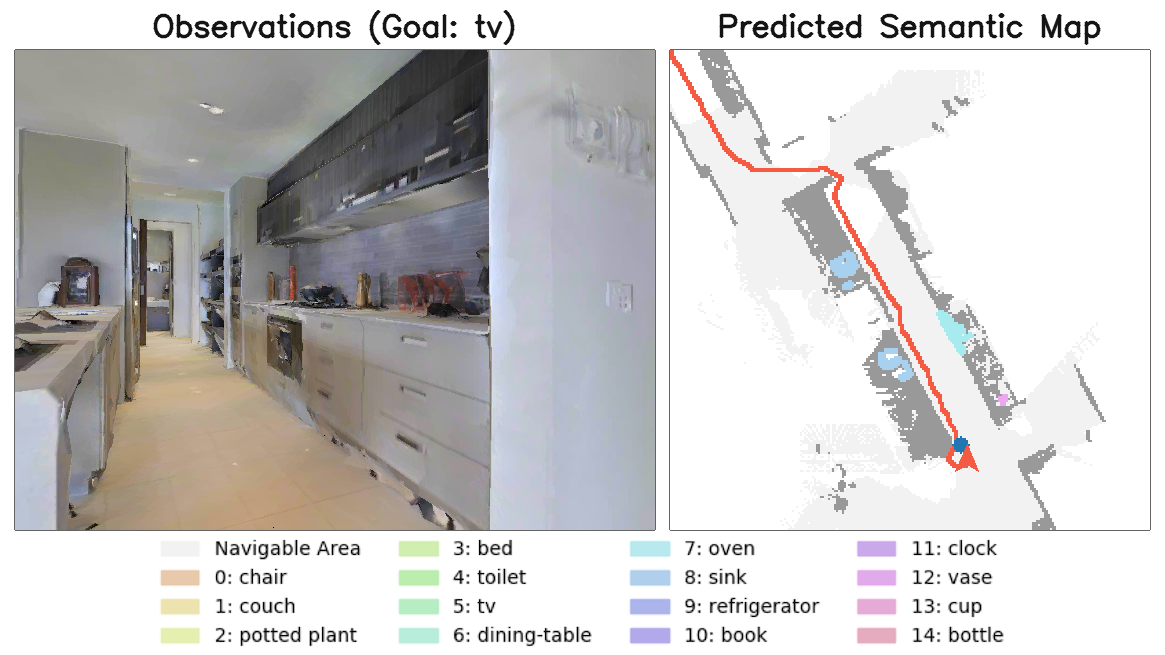 Observations (Goal: tv)
Predicted Semantic Map
Navigable Area
0: chair
1: couch
2: potted plant
3: bed
4: toilet
5: tv
6: dining-table
7: oven
8: sink
9: refrigerator
10: book
11: clock
12: vase
13: cup
14: bottle